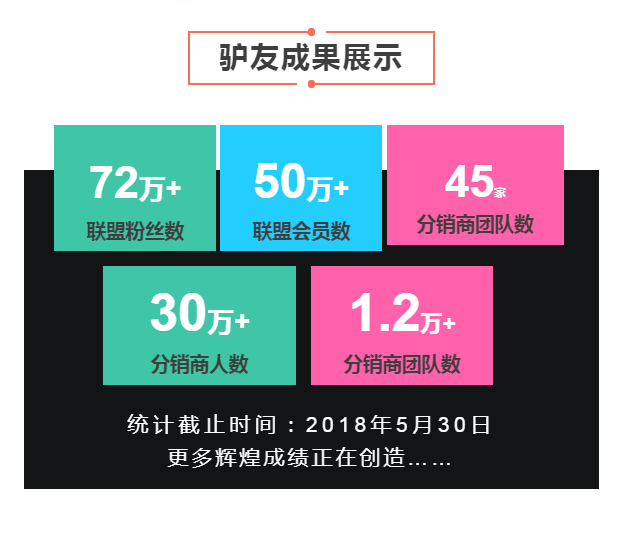 驴友成果展示
72万+
联盟粉丝数
50万+
联盟会员数
45家
分销商团队数
30万+
分销商人数
1.2万+
分销商团队数
统计截止时间：2018年5月30日
更多辉煌成绩正在创造……